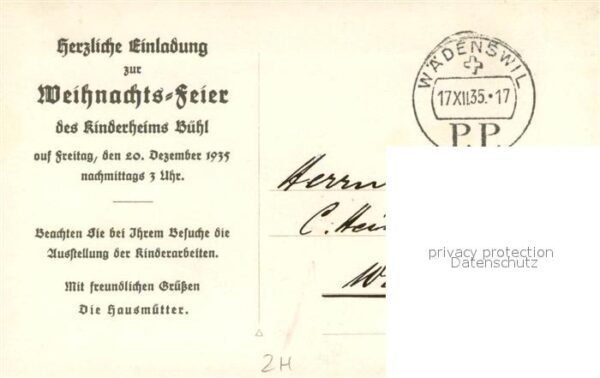 Herzliche Einladung
zur
Weihnachts-Feier
des Kinderheims Bühl
auf Freitag, den 20. Dezember 1935
nachmittags 3 Uhr.
Beachten Sie bei Ihrem Besuche die
Ausstellung der Kinderarbeiten.
Mit freundlichen Grüßen
Die Hausmütter.
WÄDENSWIL
17XII.35.•17
P.P.
Herrn
C.
privacy protection
Datenschutz
2H